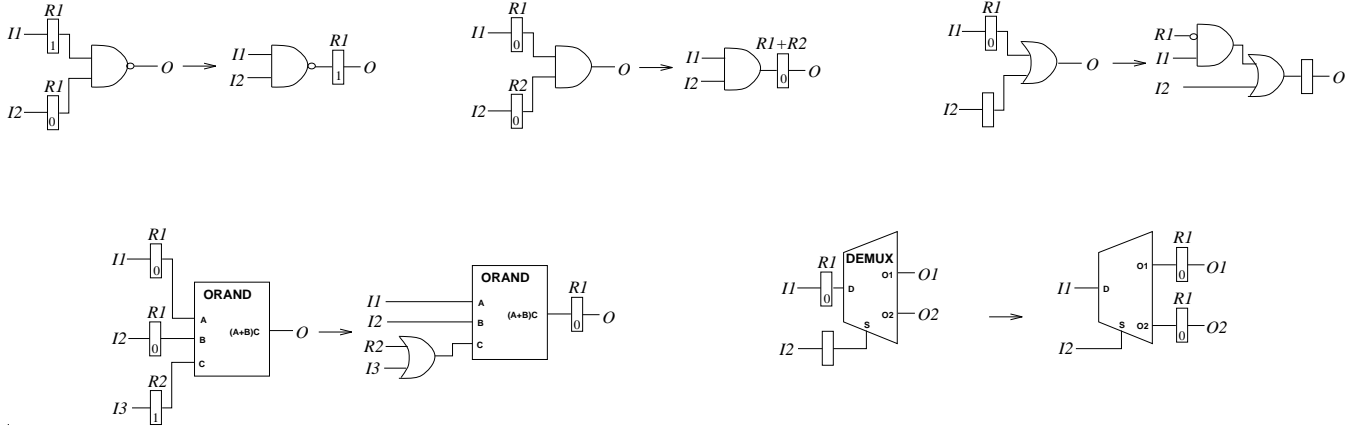 R1
I1
1
O
R1
I2
0
I1
I2
R1
1
O
R1
I1
0
O
R2
I2
0
I1
I2
R1+R2
0
O
R1
I1
0
O
I2
R1
I1
I2
O
R1
I1
0
ORAND
R1
A
I2
0
B
(A+B)C
O
C
R2
I3
1
ORAND
I1
A
I2
B
(A+B)C
R2
C
I3
R1
0
O
R1
DEMUX
I1
0
D
O1
O1
O2
O2
S
I2
I1
D
O1
R1
0
O1
R1
O2
0
O2
S
I2